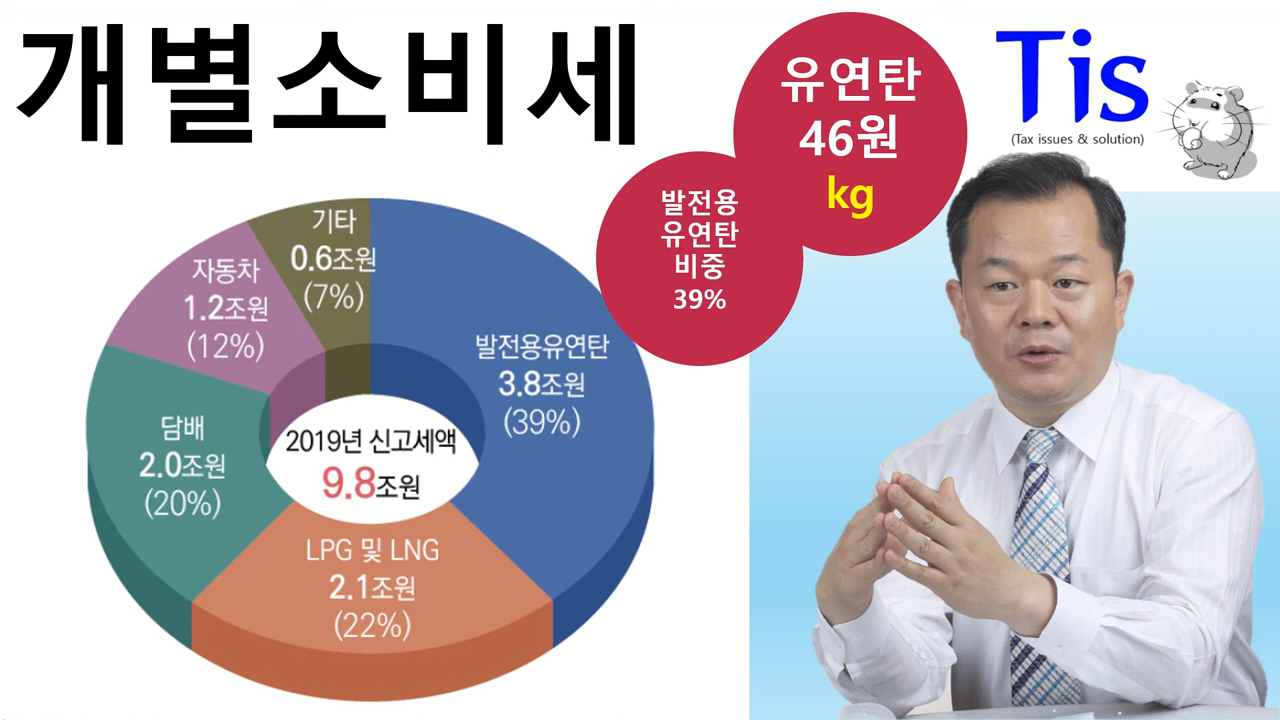 개별소비세
유연탄
46원
kg
발전용
유연탄
비중
39%
Tis
(Tax issues & solution)
기타
0.6조원
(7%)
자동차
1.2조원
(12%)
발전용유연탄
3.8조원
(39%)
담배
2.0조원
(20%)
2019년 신고세액
9.8조원
LPG 및 LNG
2.1조원
(22%)